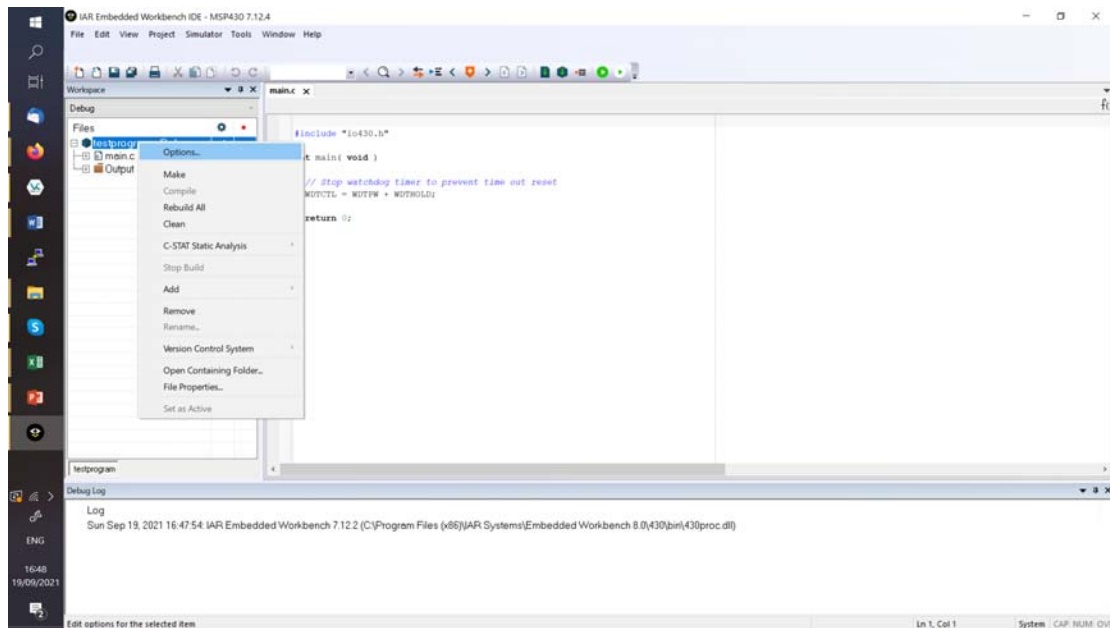 IAR Embedded Workbench IDE - MSP430 7.12.4
File Edit View Project Simulator Tools Window Help
Workspace
main.c
Debug
Files
#include "io430.h"
main.c
Output
Options...
Make
Compile
Rebuild All
Clean
C-STAT Static Analysis
Stop Build
Add
Remove
Rename...
Version Control System
Open Containing Folder...
File Properties...
Set as Active
t main( void )
// Stop watchdog timer to prevent time out reset
WDTCTL = WDTPW + WDTHOLD;
return 0;
testprogram
Debug Log
Log
Sun Sep 19, 2021 16:47:54: IAR Embedded Workbench 7.12.2 (C:\Program Files (x86)\IAR Systems\Embedded Workbench 8.0\430\bin\430proc.dll)
ENG
16:48
19/09/2021
Edit options for the selected item
Ln 1, Col 1
System
CAP NUM OV